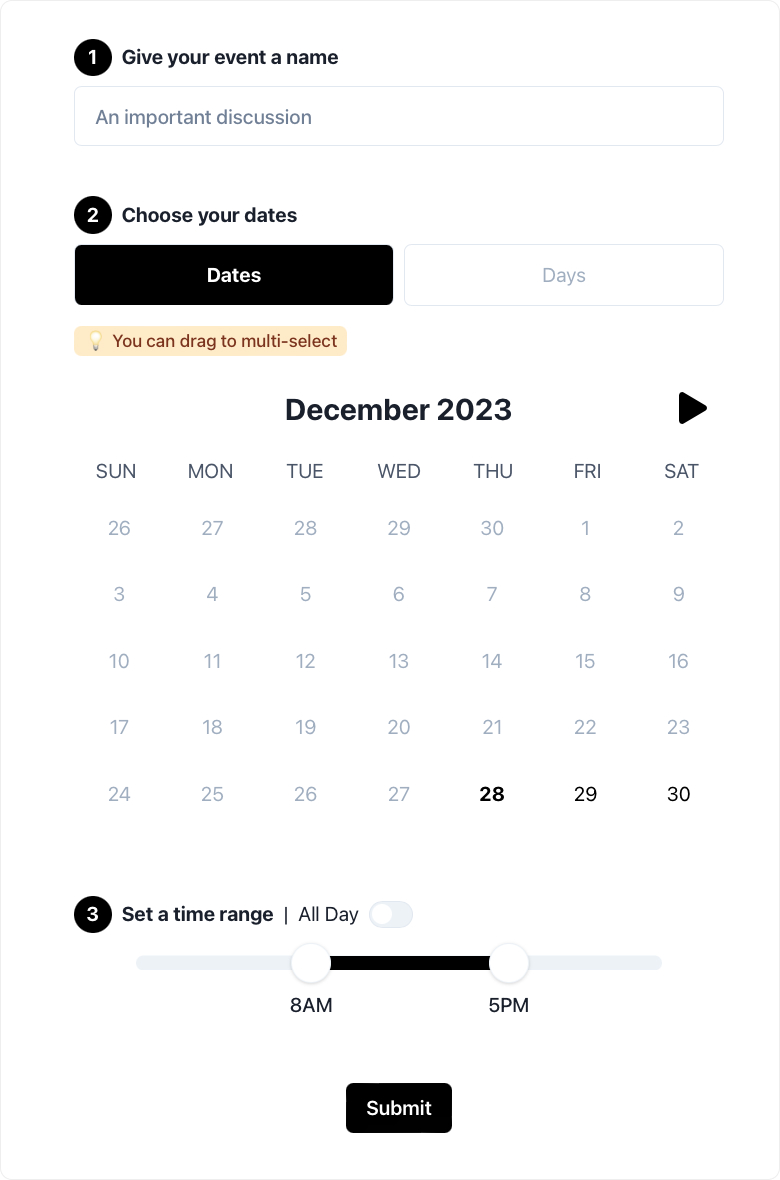 1 Give your event a name
An important discussion
2 Choose your dates
Dates Days
💡 You can drag to multi-select
December 2023
SUN MON TUE WED THU FRI SAT
26 27 28 29 30 1 2
3 4 5 6 7 8 9
10 11 12 13 14 15 16
17 18 19 20 21 22 23
24 25 26 27 28 29 30
3 Set a time range | All Day
8AM 5PM
Submit